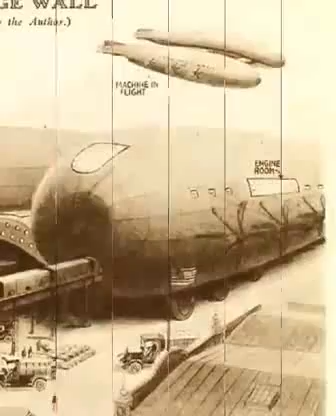 GE WALL
the Author.)
MACHINE IN
FLIGHT
ENGINE
ROOM